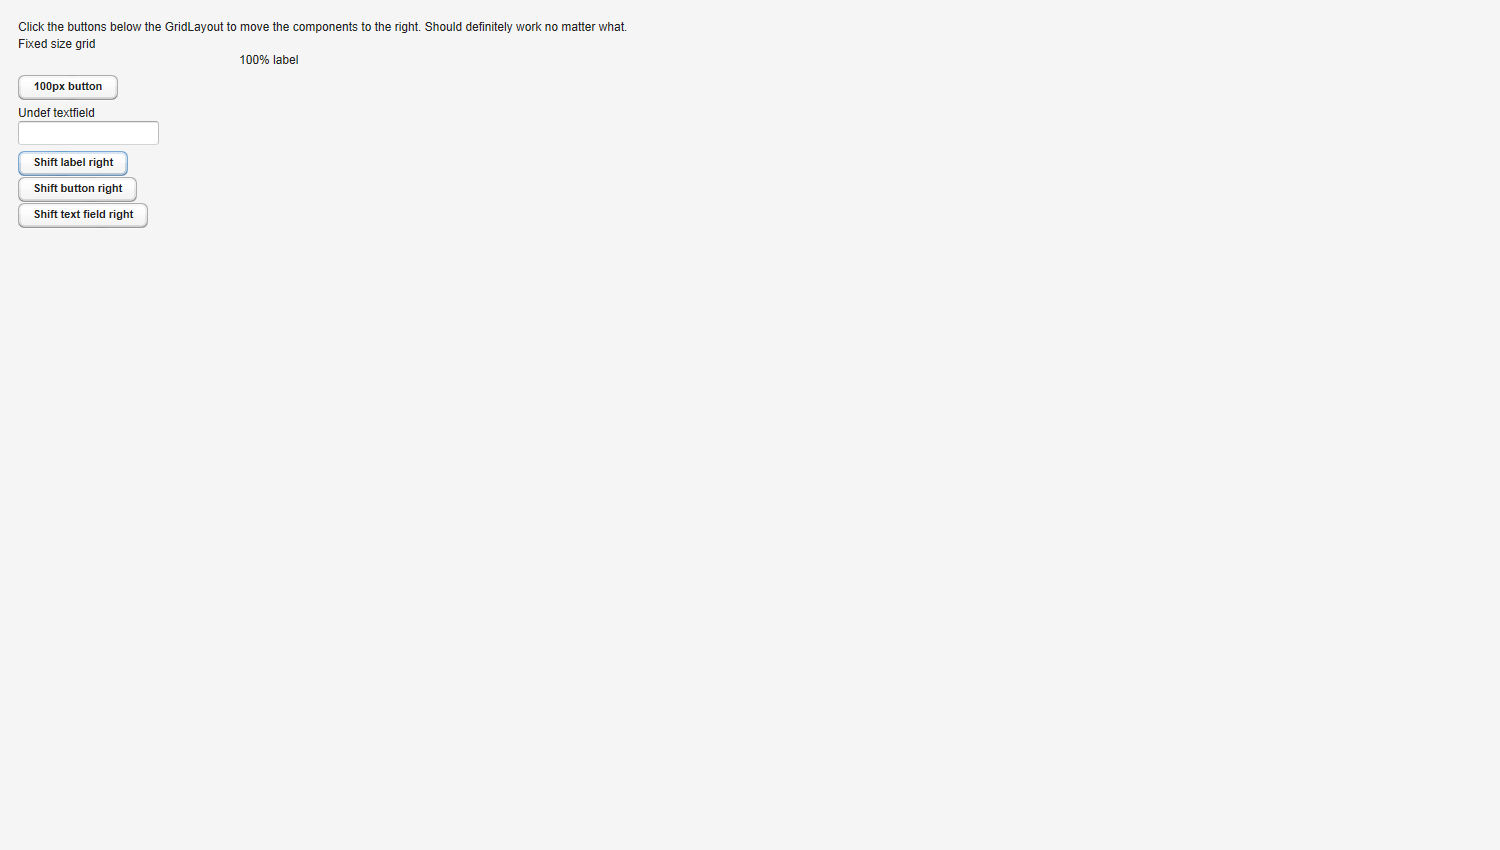 Click the buttons below the GridLayout to move the components to the right. Should definitely work no matter what.
Fixed size grid
100% label
100px button
Undef textfield
Shift label right
Shift button right
Shift text field right